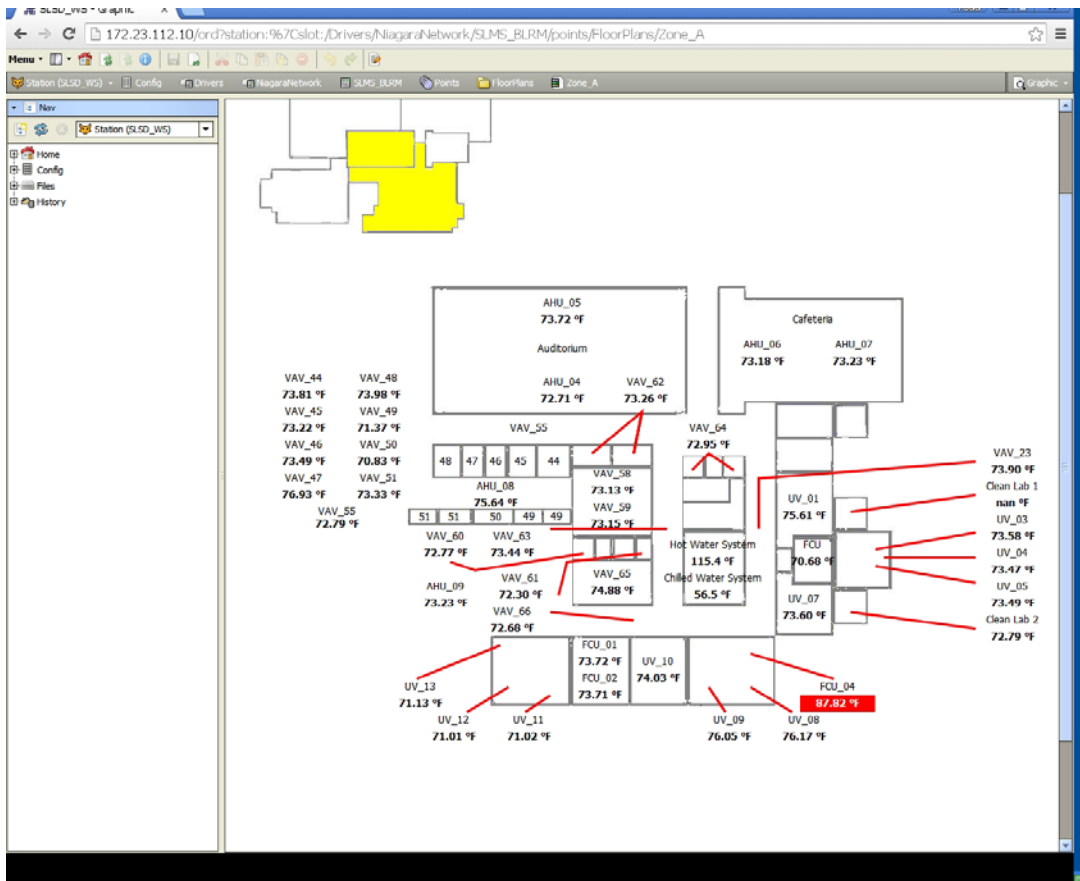 SLSD_WS - Graphic
172.23.112.10/ord?station:%7Cslot:/Drivers/NiagaraNetwork/SLMS_BLRM/points/FloorPlans/Zone_A
Menu
Station (SLSD_WS) Config Drivers NiagaraNetwork SLMS_BLRM Points FloorPlans Zone_A Graphic
Nav
Station (SLSD_WS)
Home
Config
Files
History
AHU_05
73.72 °F
Auditorium
AHU_04
72.71 °F
VAV_62
73.26 °F
Cafeteria
AHU_06
73.18 °F
AHU_07
73.23 °F
VAV_44
73.81 °F
VAV_48
73.98 °F
VAV_45
73.22 °F
VAV_49
71.37 °F
VAV_46
73.49 °F
VAV_50
70.83 °F
VAV_47
76.93 °F
VAV_51
73.33 °F
VAV_55
72.79 °F
VAV_55
VAV_64
72.95 °F
48 47 46 45 44
AHU_08
75.64 °F
51 51 50 49 49
VAV_58
73.13 °F
VAV_59
73.15 °F
VAV_60
72.77 °F
VAV_63
73.44 °F
AHU_09
73.23 °F
VAV_61
72.30 °F
VAV_65
74.88 °F
VAV_66
72.68 °F
Hot Water System
115.4 °F
Chilled Water System
56.5 °F
UV_01
75.61 °F
FCU
70.68 °F
UV_07
73.60 °F
VAV_23
73.90 °F
Clean Lab 1
nan °F
UV_03
73.58 °F
UV_04
73.47 °F
UV_05
73.49 °F
Clean Lab 2
72.79 °F
FCU_01
73.72 °F
FCU_02
73.71 °F
UV_10
74.03 °F
UV_13
71.13 °F
UV_12
71.01 °F
UV_11
71.02 °F
UV_09
76.05 °F
UV_08
76.17 °F
FCU_04
87.82 °F